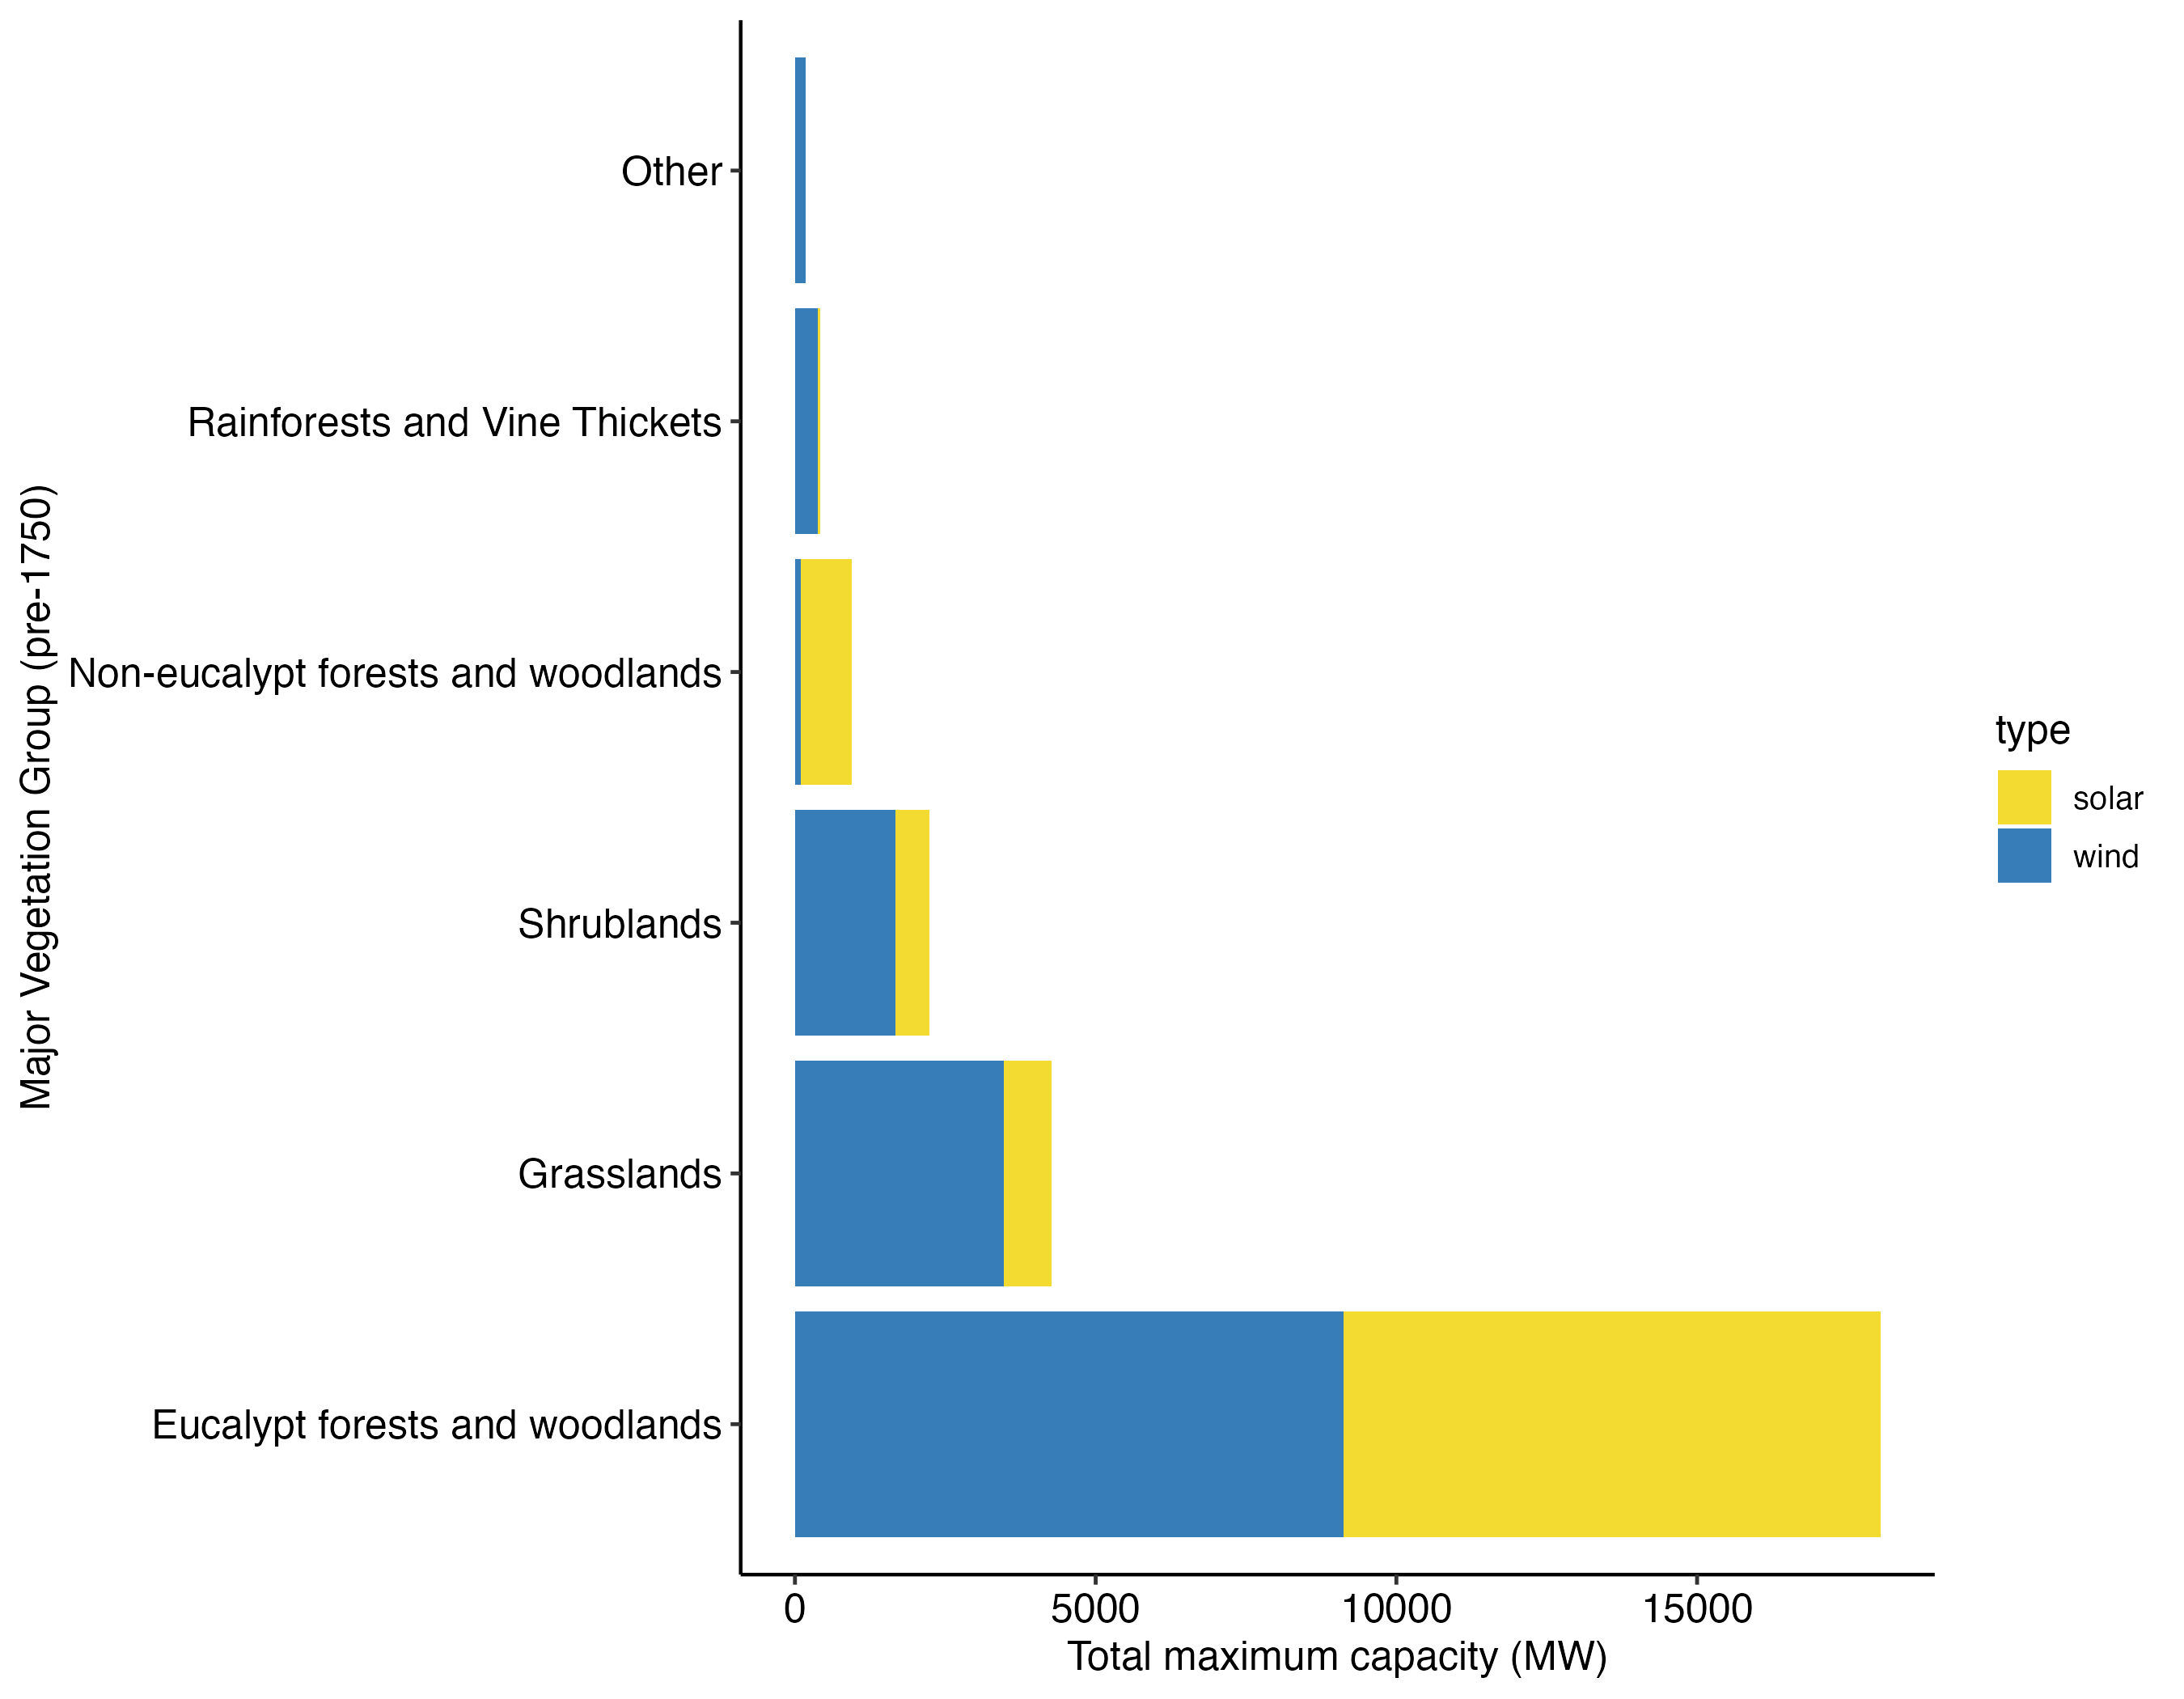 Major Vegetation Group (pre-1750)
Other
Rainforests and Vine Thickets
Non-eucalypt forests and woodlands
Shrublands
Grasslands
Eucalypt forests and woodlands
0 5000 10000 15000
Total maximum capacity (MW)
type
solar
wind